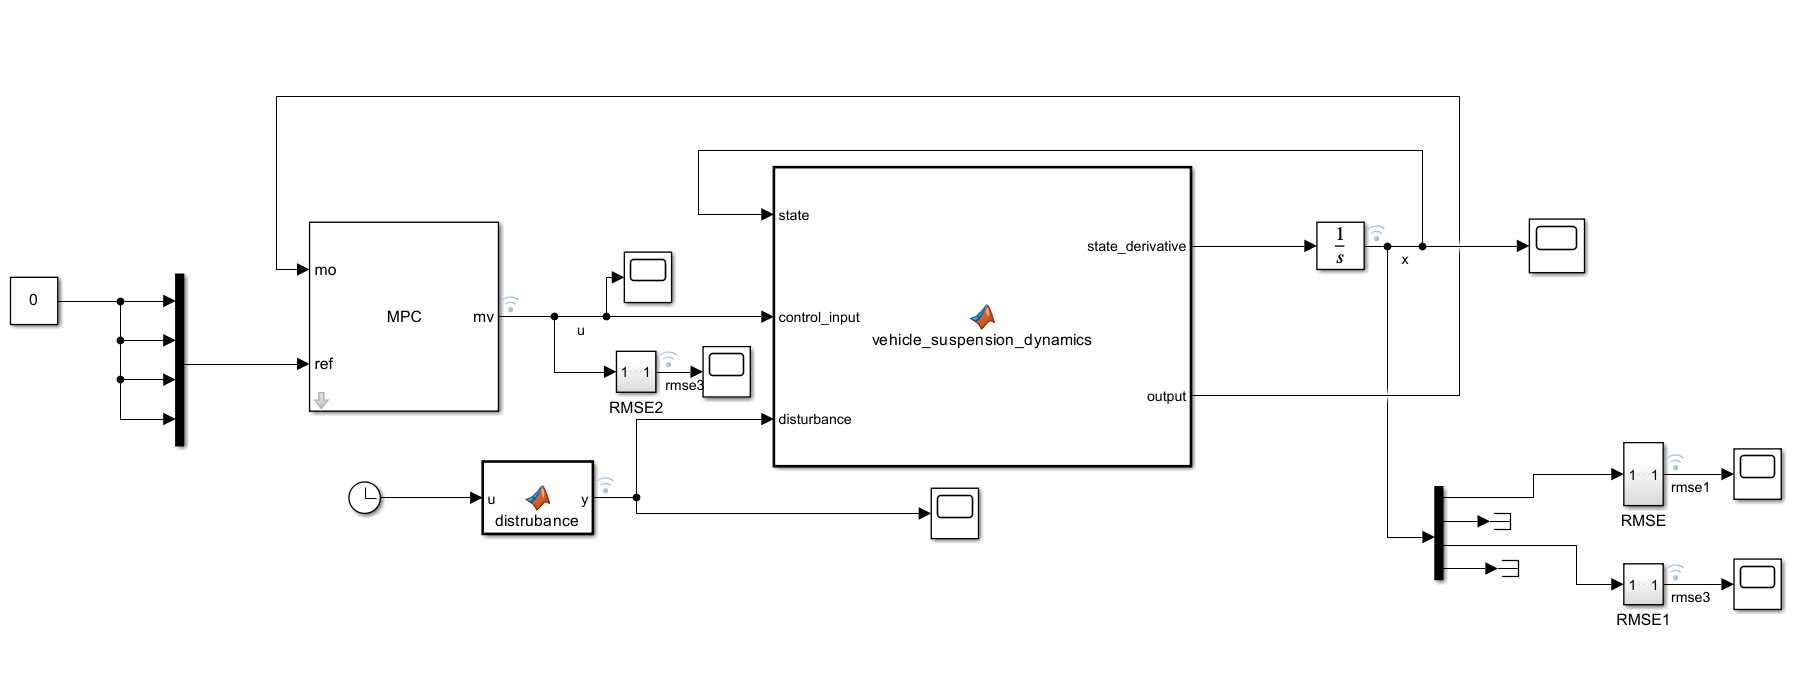 0
mo
ref
MPC
mv
u
1 1
RMSE2
rmse3
u
y
distrubance
state
control_input
disturbance
vehicle_suspension_dynamics
state_derivative
output
1
s
x
1 1
RMSE
rmse1
1 1
RMSE1
rmse3